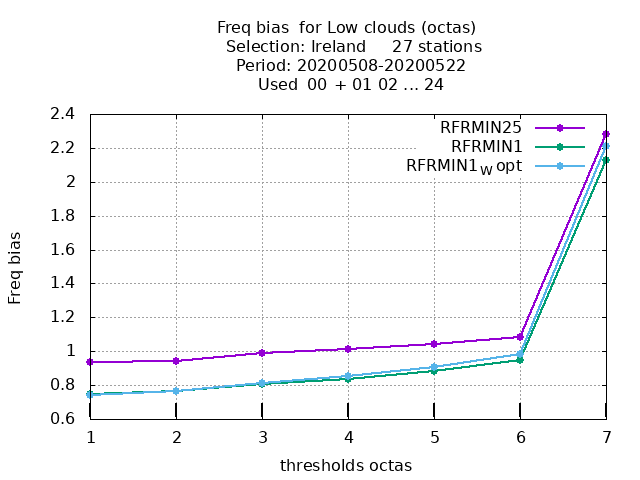 Freq bias  for Low clouds (octas)
Selection: Ireland     27 stations
Period: 20200508-20200522
Used  00 + 01 02 ... 24
2.4
2.2
2
1.8
1.6
1.4
1.2
1
0.8
0.6
Freq bias
RFRMIN25
RFRMIN1
RFRMIN1W opt
1 2 3 4 5 6 7
thresholds octas